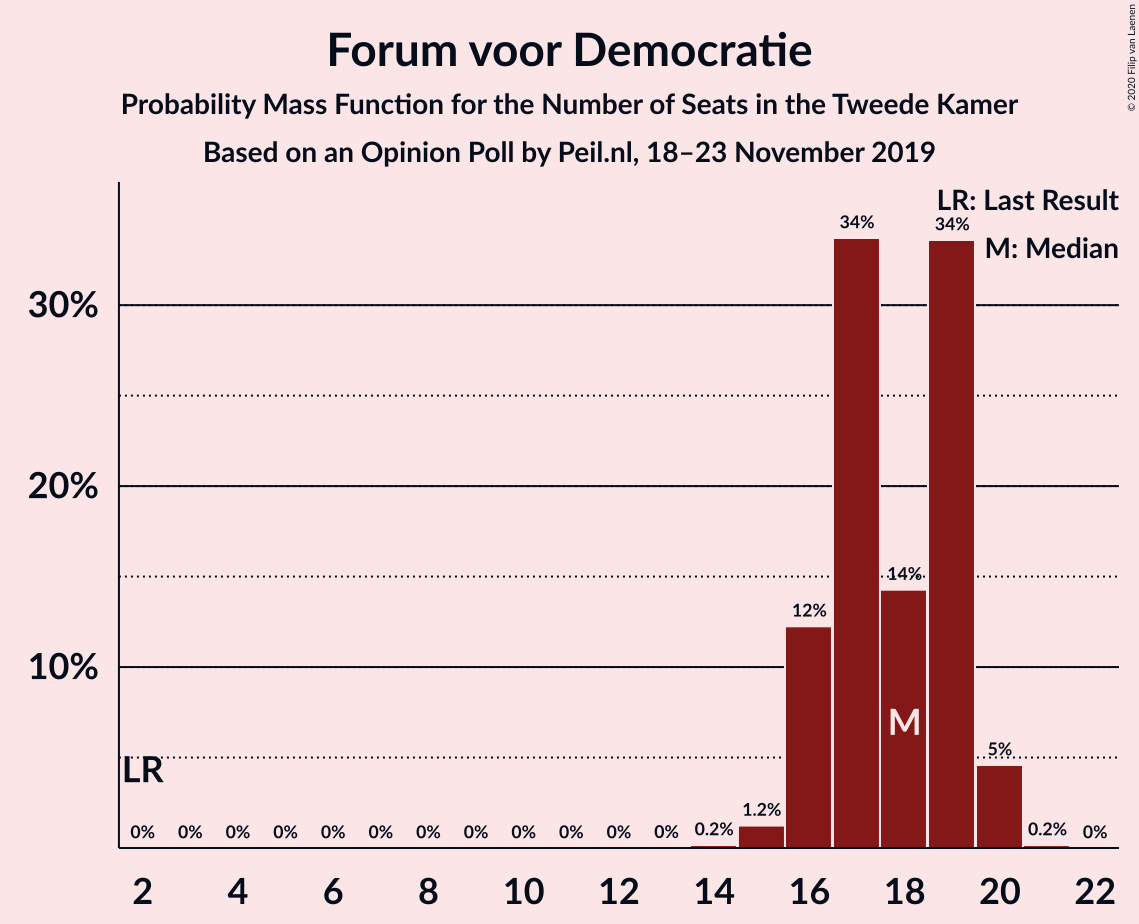 Forum voor Democratie
Probability Mass Function for the Number of Seats in the Tweede Kamer
Based on an Opinion Poll by Peil.nl, 18–23 November 2019
© 2020 Filip van Laenen
LR: Last Result
M: Median
34% 34%
30%
20%
14%
12%
10%
M
LR
5%
1.2%
0% 0% 0% 0% 0% 0% 0% 0% 0% 0% 0% 0% 0.2% 0.2% 0%
2 4 6 8 10 12 14 16 18 20 22